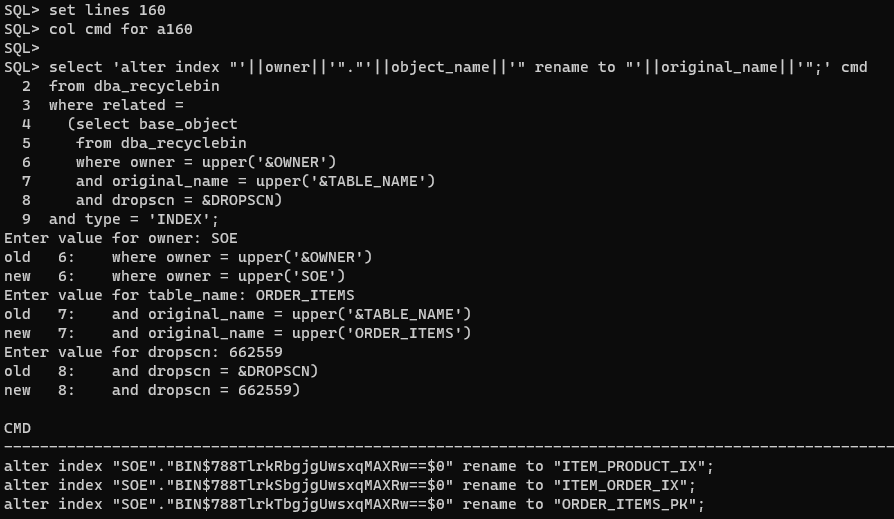 SQL> set lines 160
SQL> col cmd for a160
SQL>
SQL> select 'alter index "'||owner||'"."'||object_name||'" rename to "'||original_name||'";' cmd
  2  from dba_recyclebin
  3  where related =
  4    (select base_object
  5     from dba_recyclebin
  6     where owner = upper('&OWNER')
  7     and original_name = upper('&TABLE_NAME')
  8     and dropscn = &DROPSCN)
  9  and type = 'INDEX';
Enter value for owner: SOE
old   6:    where owner = upper('&OWNER')
new   6:    where owner = upper('SOE')
Enter value for table_name: ORDER_ITEMS
old   7:    and original_name = upper('&TABLE_NAME')
new   7:    and original_name = upper('ORDER_ITEMS')
Enter value for dropscn: 662559
old   8:    and dropscn = &DROPSCN)
new   8:    and dropscn = 662559)

CMD
----------------------------------------------------------------------------------------------------
alter index "SOE"."BIN$788TlrkRbgjgUwsxqMAXRw==$0" rename to "ITEM_PRODUCT_IX";
alter index "SOE"."BIN$788TlrkSbgjgUwsxqMAXRw==$0" rename to "ITEM_ORDER_IX";
alter index "SOE"."BIN$788TlrkTbgjgUwsxqMAXRw==$0" rename to "ORDER_ITEMS_PK";